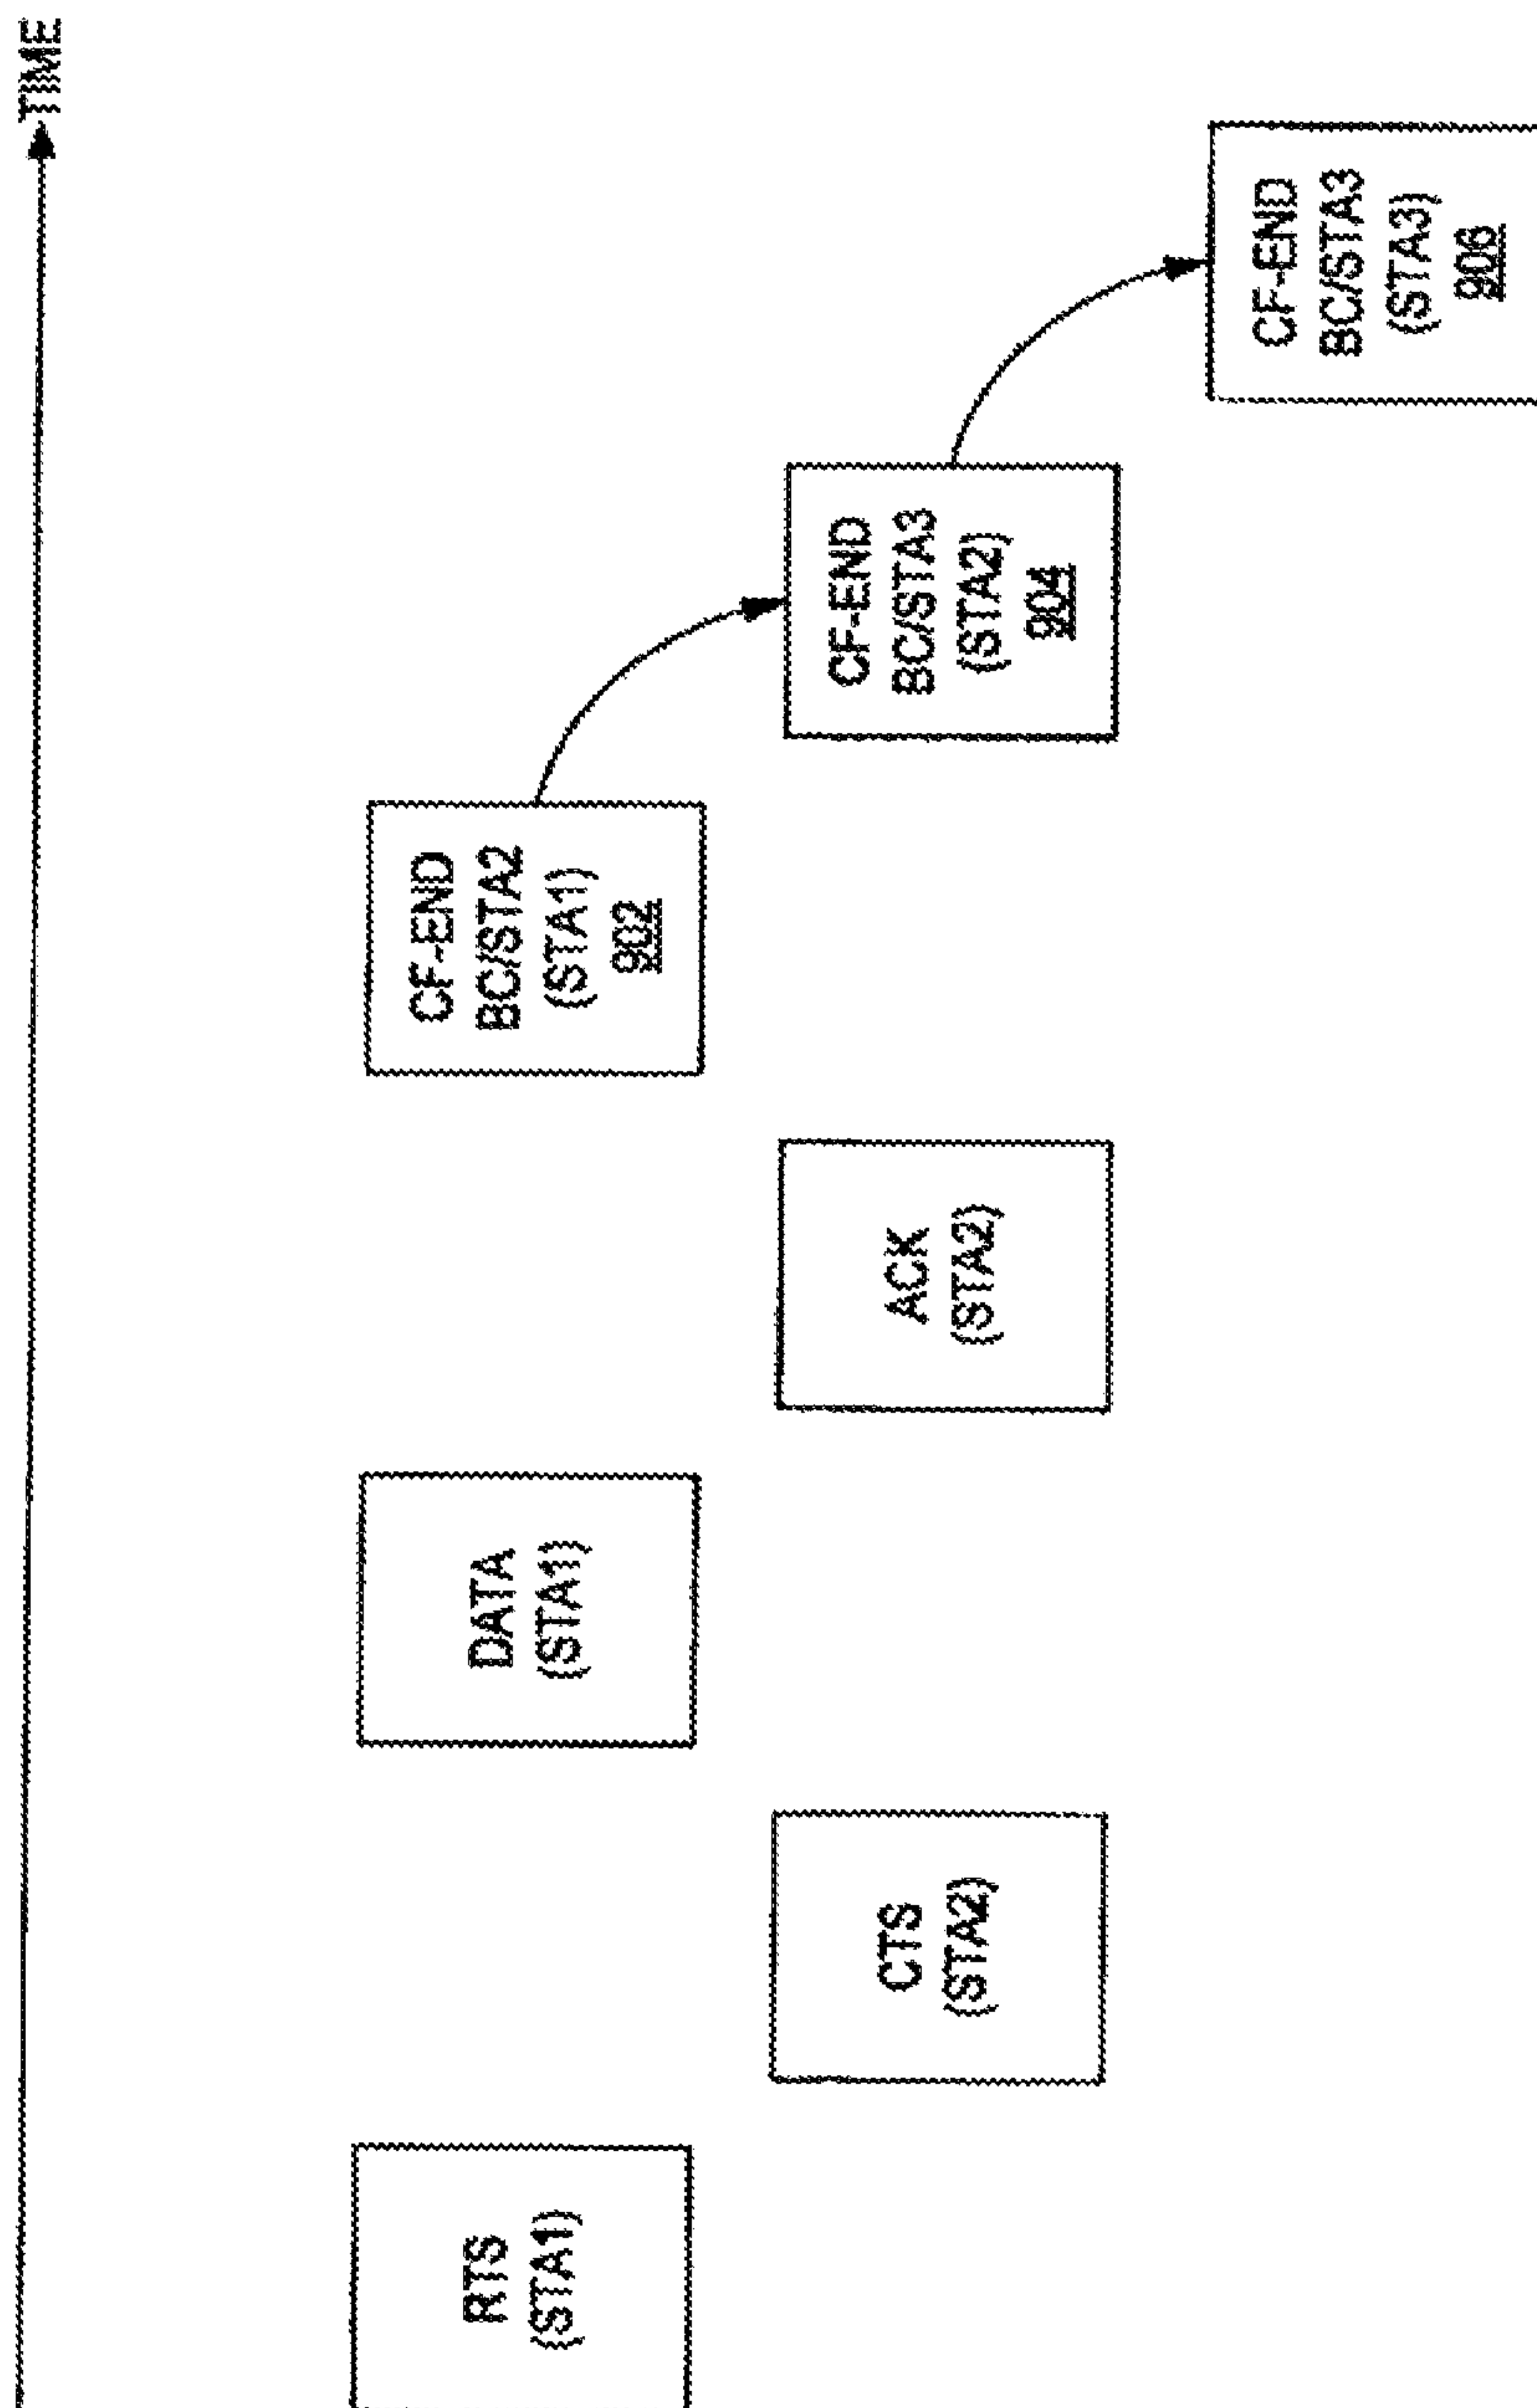 TIME
RTS
(STA1)
CTS
(STA2)
DATA
(STA1)
ACK
(STA2)
CF-END
BC/STA2
(STA1)
902
CF-END
BC/STA3
(STA2)
904
CF-END
BC/STA3
(STA3)
906